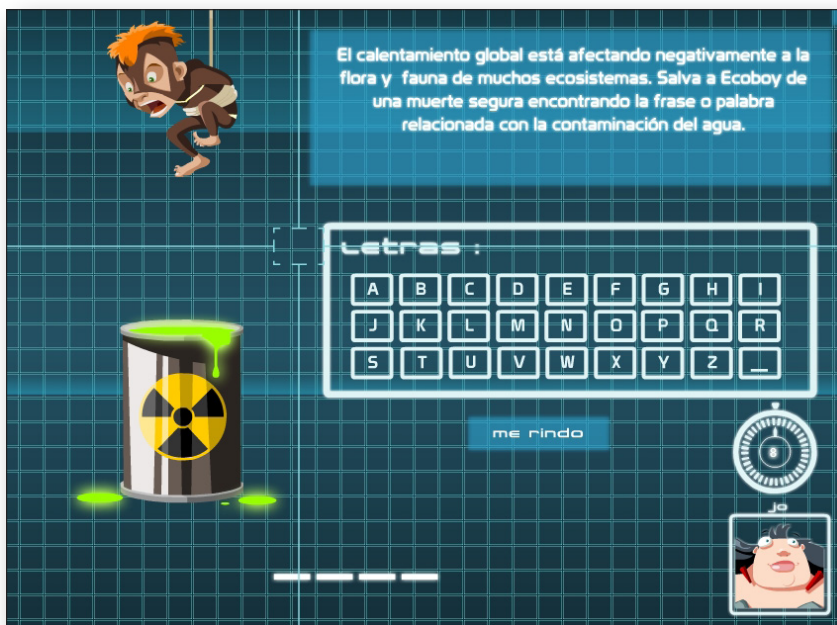 El calentamiento global está afectando negativamente a la
flora y fauna de muchos ecosistemas. Salva a Ecoboy de
una muerte segura encontrando la frase o palabra
relacionada con la contaminación del agua.
Letras :
A B C D E F G H I
J K L M N O P Q R
S T U V W X Y Z _
me rindo
8
jo